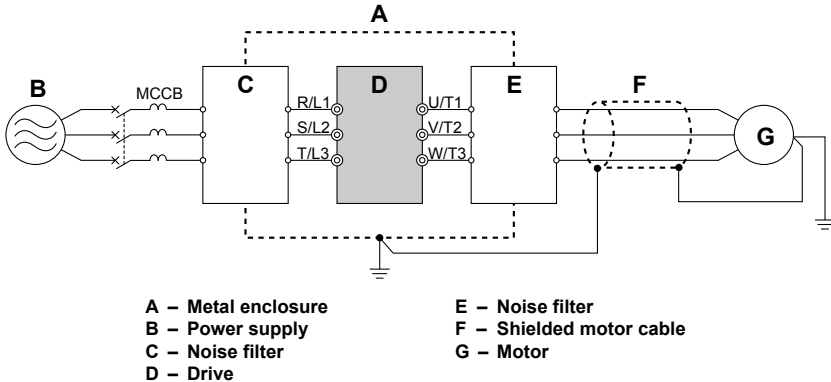 A
B
MCCB
C
R/L1
S/L2
T/L3
D
U/T1
V/T2
W/T3
E
F
G
A – Metal enclosure
B – Power supply
C – Noise filter
D – Drive
E – Noise filter
F – Shielded motor cable
G – Motor